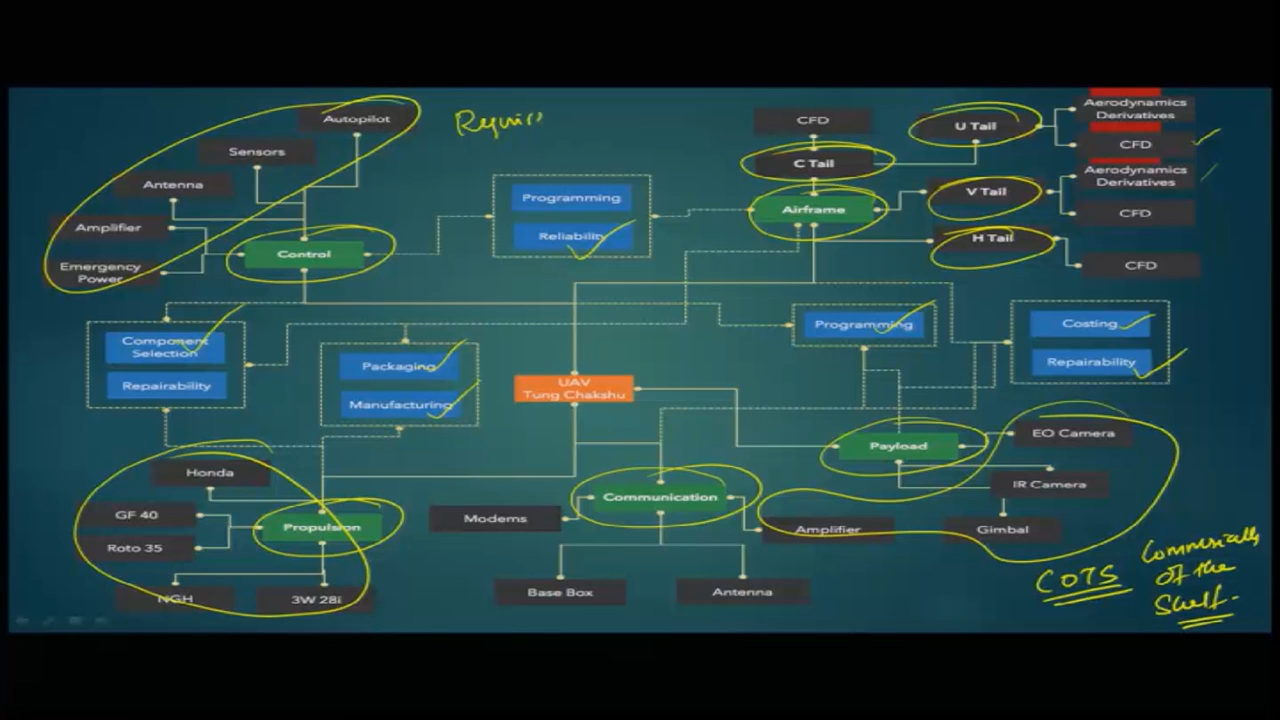 Autopilot
Sensors
Antenna
Amplifier
Emergency
Power
Control
Requir
Programming
Reliability
CFD
C Tail
Airframe
U Tail
V Tail
H Tail
Aerodynamics
Derivatives
CFD
Aerodynamics
Derivatives
CFD
CFD
Component
Selection
Repairability
Packaging
Manufacturing
UAV
Tung Chakshu
Programming
Costing
Repairability
Honda
GF 40
Roto 35
NGH
3W 28i
Propulsion
Modems
Communication
Base Box
Antenna
Amplifier
Payload
EO Camera
IR Camera
Gimbal
COTS
Commercially
of the
Shelf.